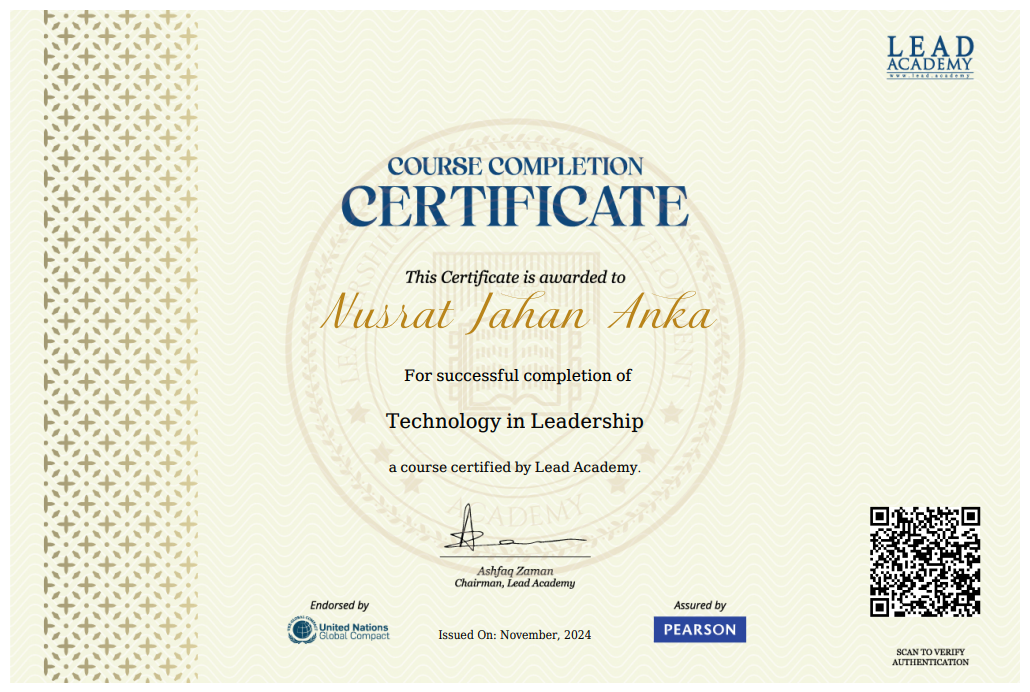 LEAD
ACADEMY
www.lead.academy
COURSE COMPLETION
CERTIFICATE
This Certificate is awarded to
Nusrat Jahan Anka
For successful completion of
Technology in Leadership
a course certified by Lead Academy.
ACADEMY
Ashfaq Zaman
Chairman, Lead Academy
Endorsed by
United Nations
Global Compact
Issued On: November, 2024
Assured by
PEARSON
SCAN TO VERIFY
AUTHENTICATION